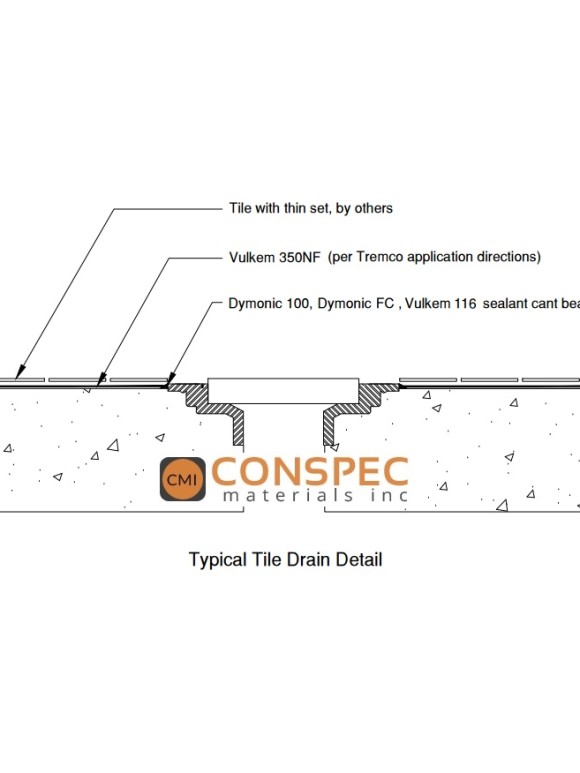 Tile with thin set, by others
Vulkem 350NF (per Tremco application directions)
Dymonic 100, Dymonic FC , Vulkem 116 sealant cant bea
CMI
CONSPEC
materials inc
Typical Tile Drain Detail